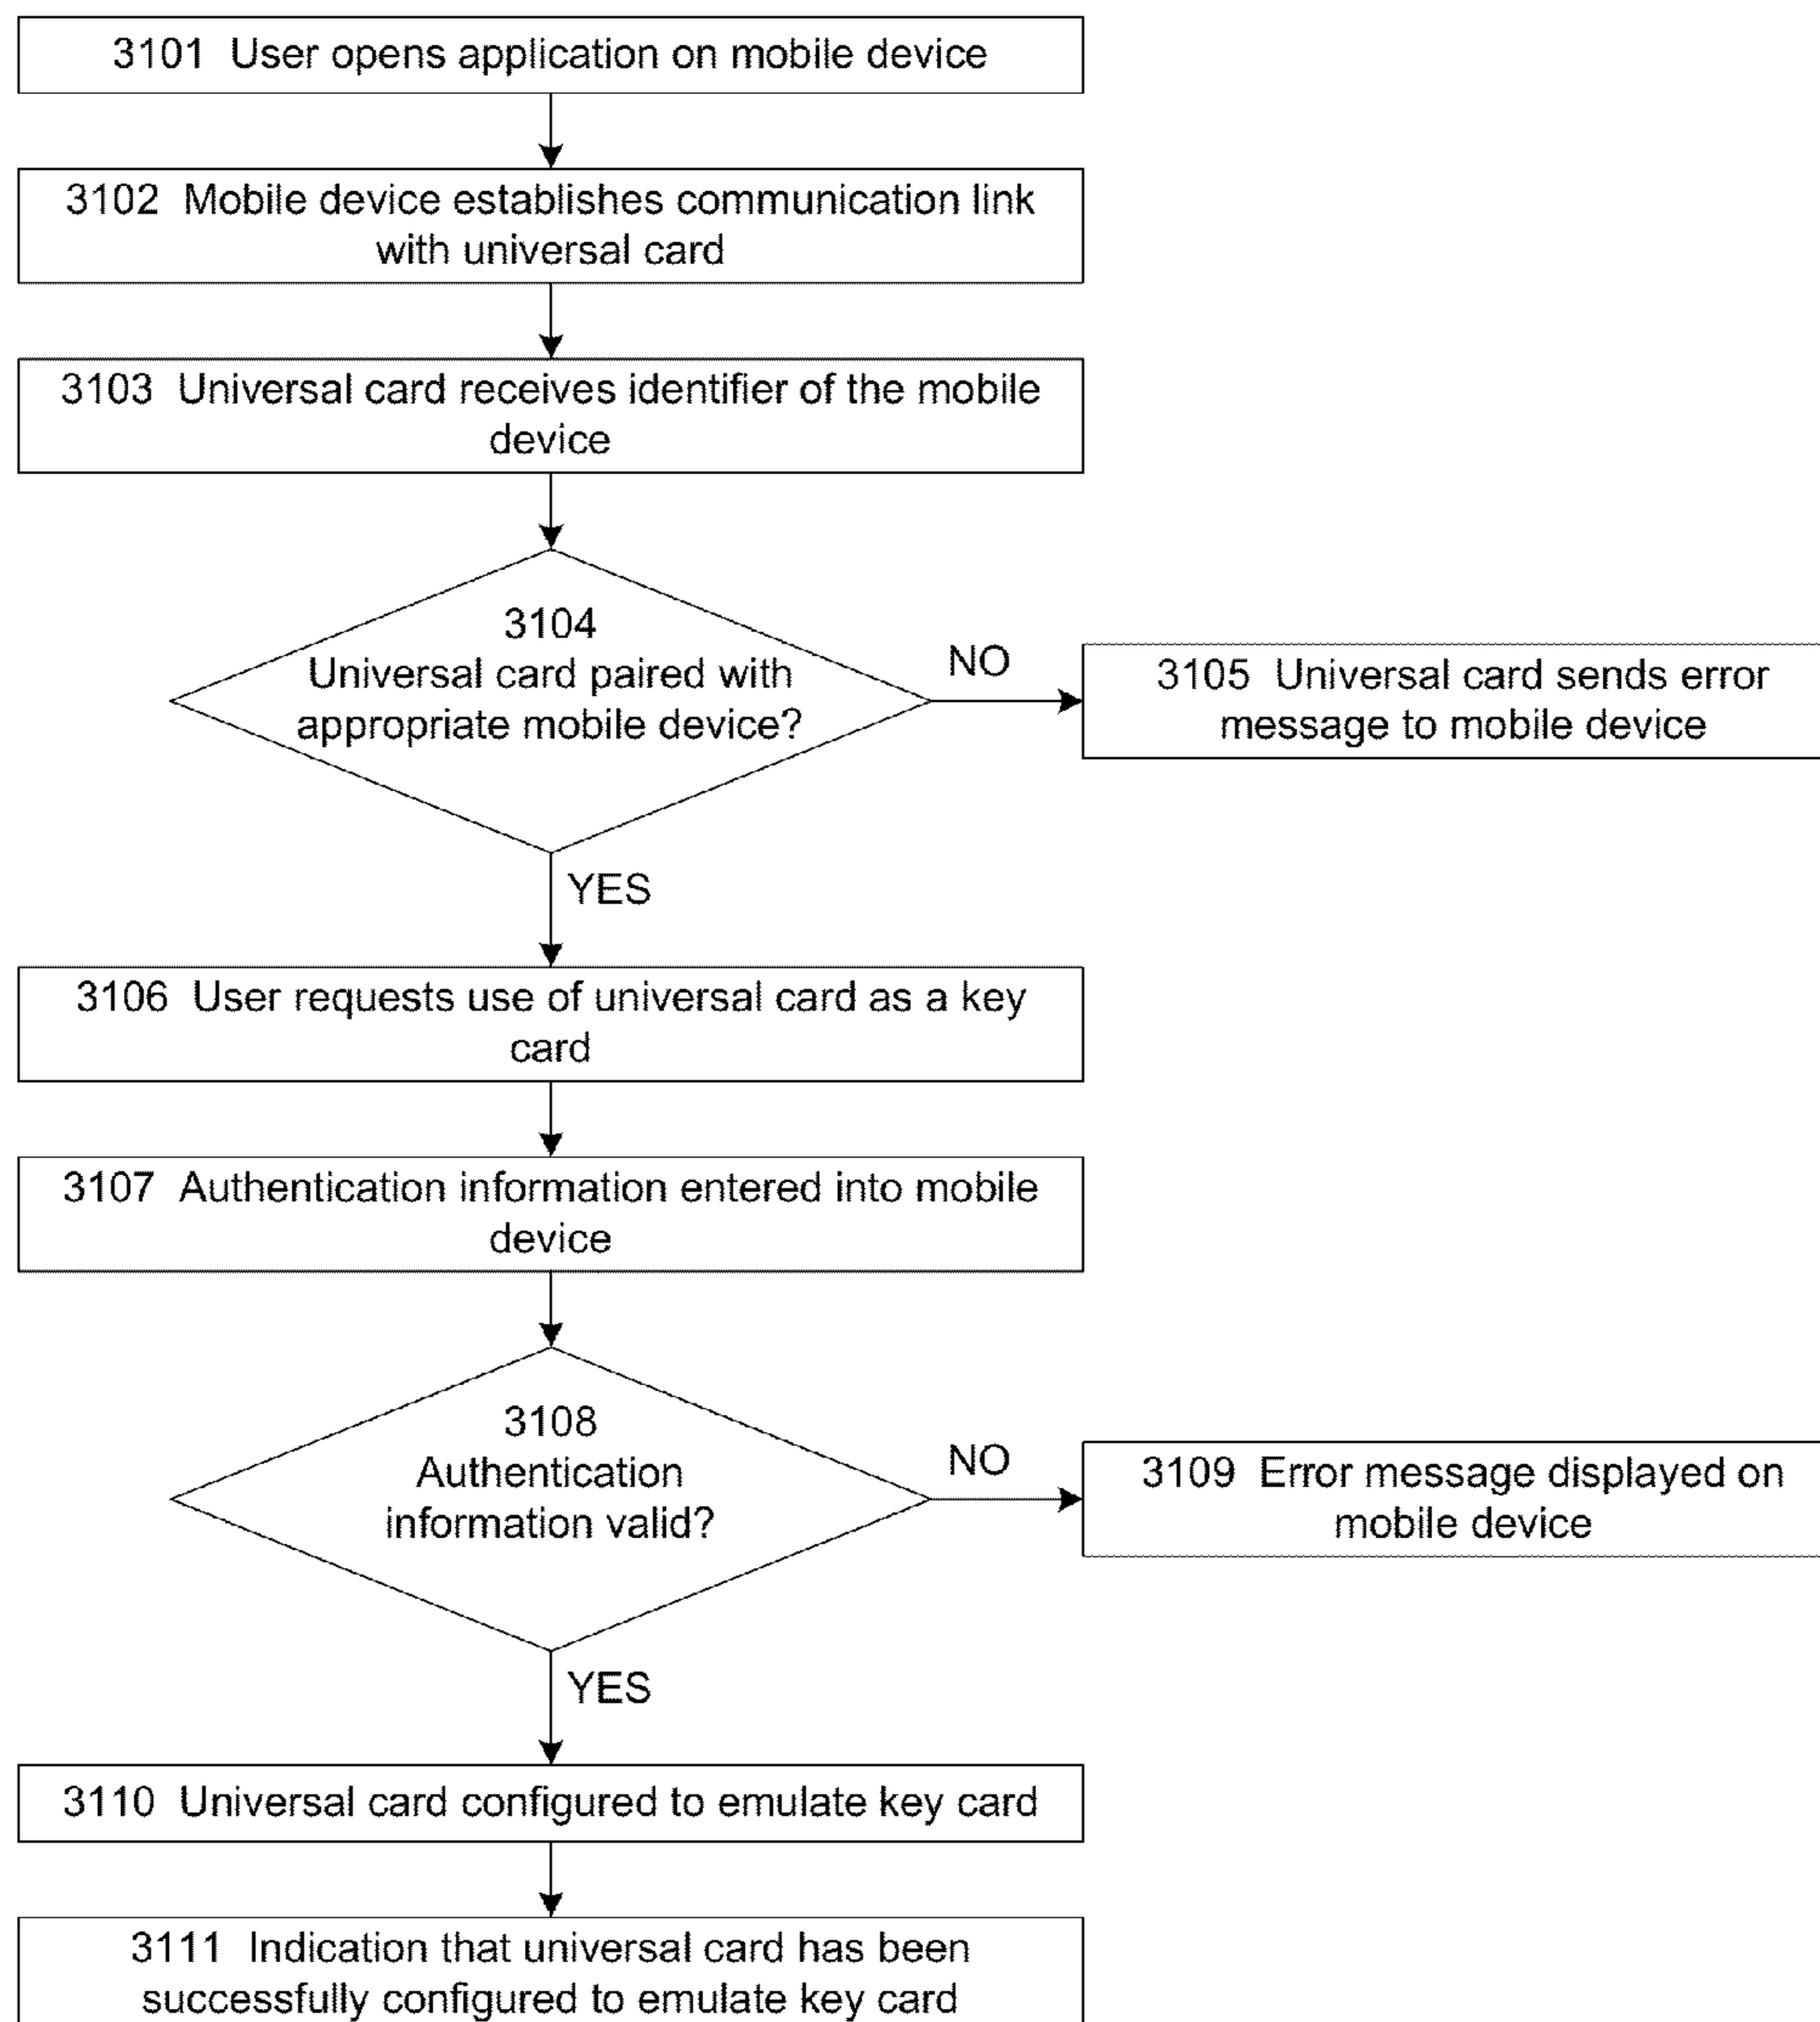 3101 User opens application on mobile device
3102 Mobile device establishes communication link
with universal card
3103 Universal card receives identifier of the mobile
device
3104
Universal card paired with
appropriate mobile device?
NO
3105 Universal card sends error
message to mobile device
YES
3106 User requests use of universal card as a key
card
3107 Authentication information entered into mobile
device
3108
Authentication
information valid?
NO
3109 Error message displayed on
mobile device
YES
3110 Universal card configured to emulate key card
3111 Indication that universal card has been
successfully configured to emulate key card